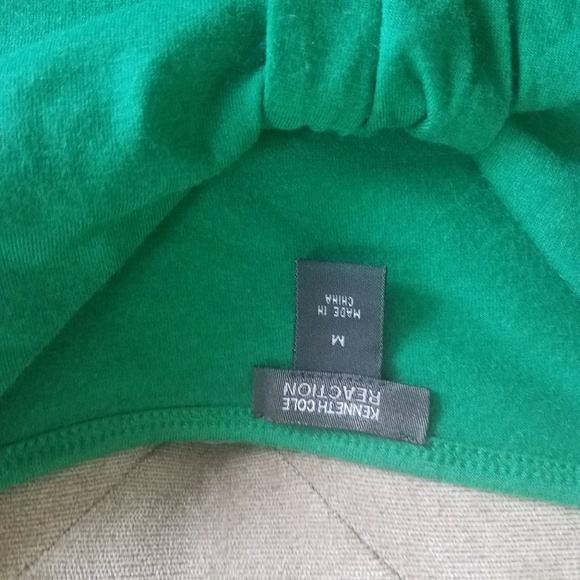 KENNETH COLE
REACTION
M
MADE IN
CHINA